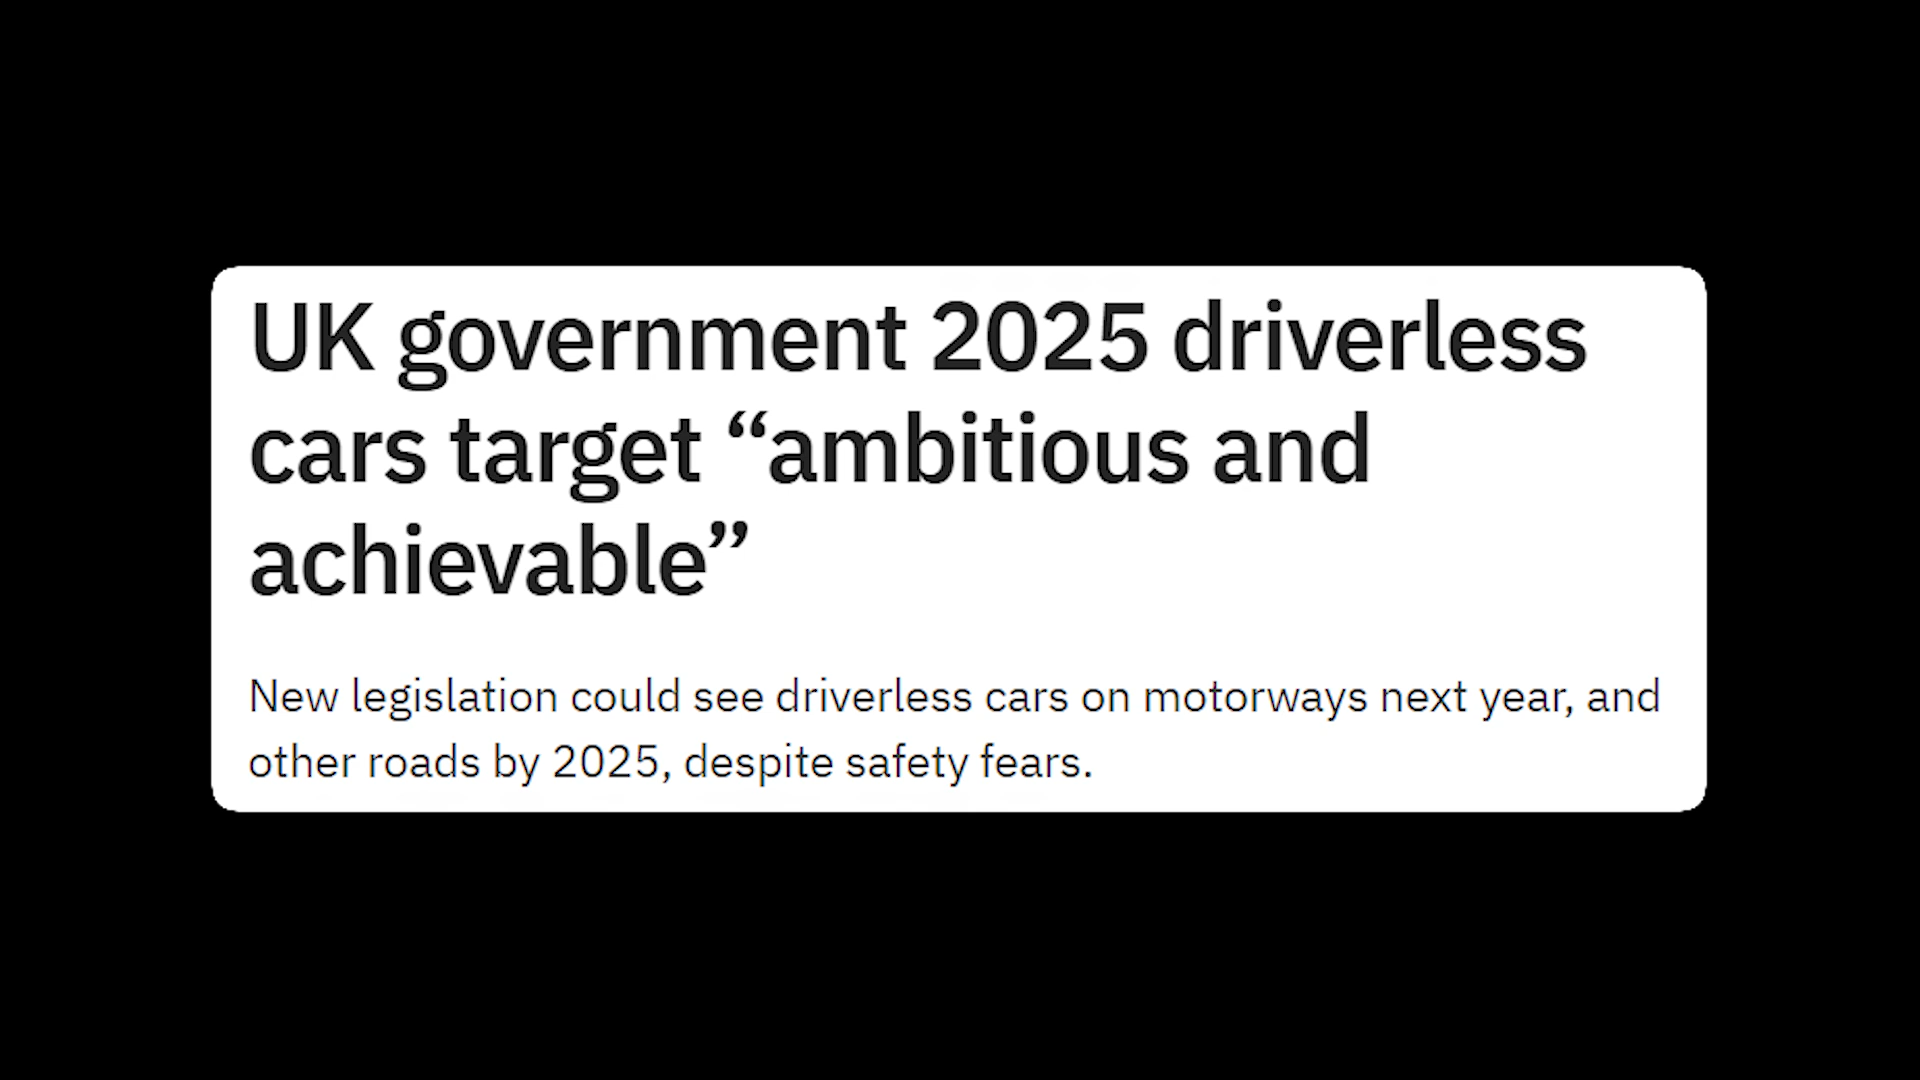 UK government 2025 driverless
cars target “ambitious and
achievable”
New legislation could see driverless cars on motorways next year, and
other roads by 2025, despite safety fears.